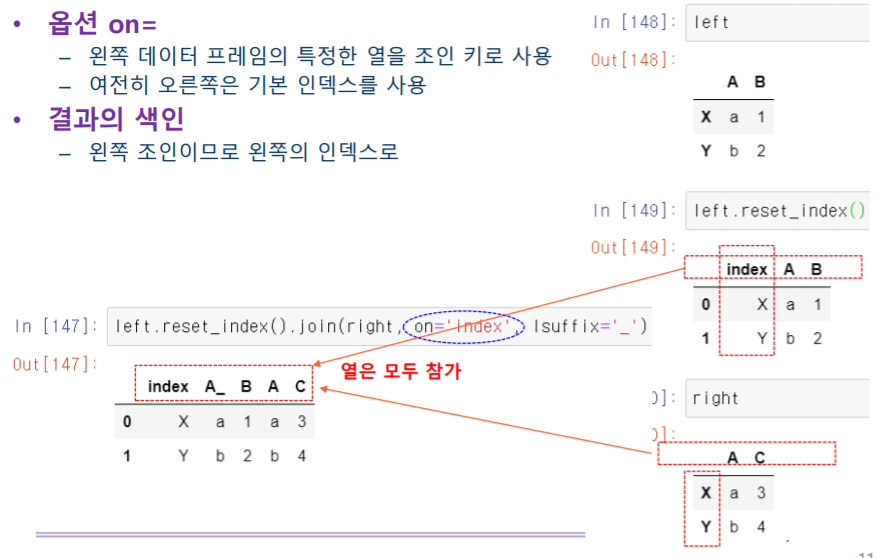 • 옵션 on=
– 왼쪽 데이터 프레임의 특정한 열을 조인 키로 사용
– 여전히 오른쪽은 기본 인덱스를 사용
• 결과의 색인
– 왼쪽 조인이므로 왼쪽의 인덱스로
In [148]: left
Out[148]:
A B
X a 1
Y b 2
In [149]: left.reset_index()
Out[149]:
index A B
0 X a 1
1 Y b 2
In [147]: left.reset_index().join(right, on='index', lsuffix='_')
Out[147]:
열은 모두 참가
index A_ B A C
0 X a 1 a 3
1 Y b 2 b 4
]: right
]:
A C
X a 3
Y b 4